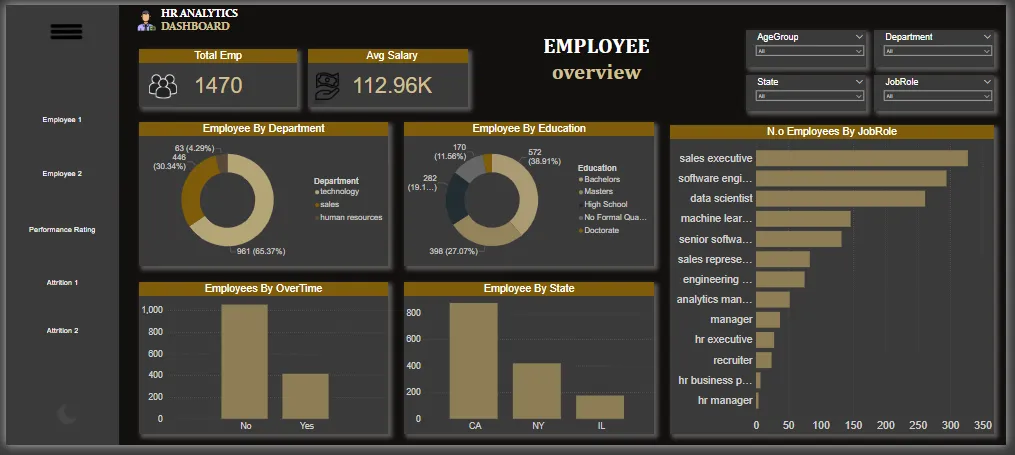 HR ANALYTICS
DASHBOARD
Employee 1
Employee 2
Performance Rating
Attrition 1
Attrition 2
Total Emp
1470
Avg Salary
112.96K
EMPLOYEE
overview
AgeGroup
All
Department
All
State
All
JobRole
All
Employee By Department
63 (4.29%)
446
(30.34%)
961 (65.37%)
Department
technology
sales
human resources
Employee By Education
170
(11.56%)
282
(19.1…)
572
(38.91%)
398 (27.07%)
Education
Bachelors
Masters
High School
No Formal Qua…
Doctorate
N.o Employees By JobRole
sales executive
software engi…
data scientist
machine lear…
senior softwa…
sales represe…
engineering …
analytics man…
manager
hr executive
recruiter
hr business p…
hr manager
0 50 100 150 200 250 300 350
Employees By OverTime
1,000
800
600
400
200
0
No Yes
Employee By State
800
600
400
200
0
CA NY IL